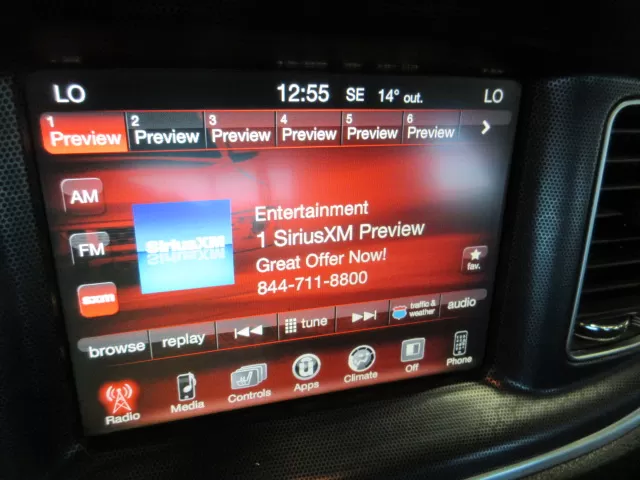 LO 12:55 SE 14° out. LO
1 Preview 2 Preview 3 Preview 4 Preview 5 Preview 6 Preview
AM
FM
sxm
SiriusXM
Entertainment
1 SiriusXM Preview
Great Offer Now!
844-711-8800
fav.
browse replay tune traffic & weather audio
Radio Media Controls Apps Climate Off Phone